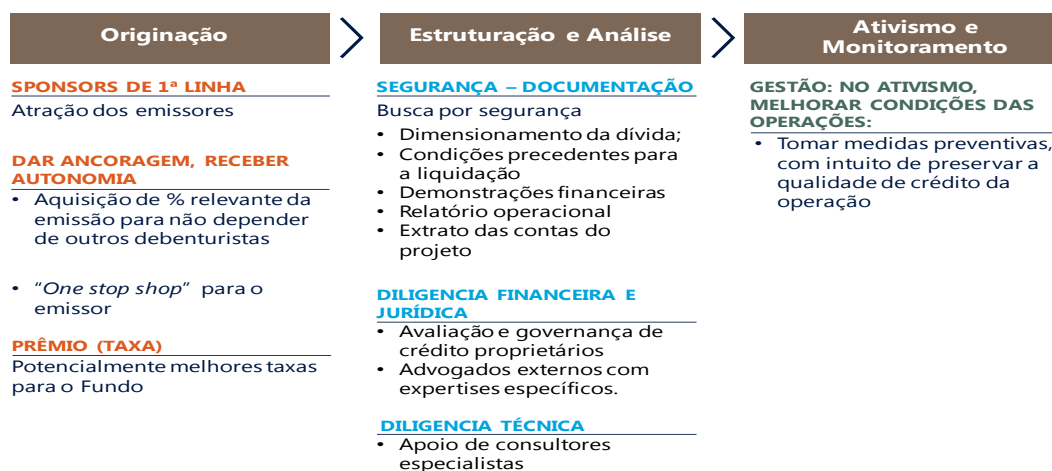 Originação
SPONSORS DE 1ª LINHA
Atração dos emissores
DAR ANCORAGEM, RECEBER
AUTONOMIA
• Aquisição de % relevante da
emissão para não depender
de outros debenturistas
• “One stop shop” para o
emissor
PRÊMIO (TAXA)
Potencialmente melhores taxas
para o Fundo
Estruturação e Análise
SEGURANÇA – DOCUMENTAÇÃO
Busca por segurança
• Dimensionamento da dívida;
• Condições precedentes para
a liquidação
• Demonstrações financeiras
• Relatório operacional
• Extrato das contas do
projeto
DILIGENCIA FINANCEIRA E
JURÍDICA
• Avaliação e governança de
crédito proprietários
• Advogados externos com
expertises específicos.
DILIGENCIA TÉCNICA
• Apoio de consultores
especialistas
Ativismo e
Monitoramento
GESTÃO: NO ATIVISMO,
MELHORAR CONDIÇÕES DAS
OPERAÇÕES:
• Tomar medidas preventivas,
com intuito de preservar a
qualidade de crédito da
operação